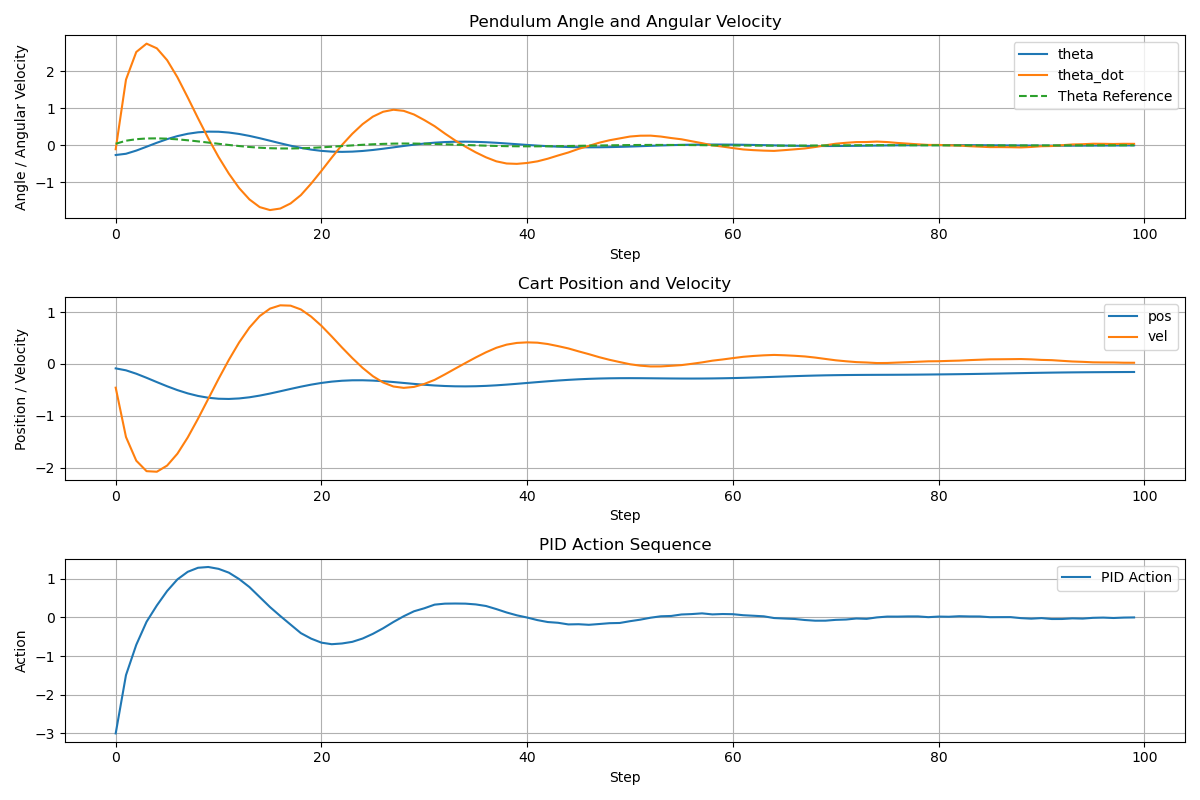 Pendulum Angle and Angular Velocity
Angle / Angular Velocity
2
1
0
−1
theta
theta_dot
Theta Reference
0 20 40 60 80 100
Step
Cart Position and Velocity
Position / Velocity
1
0
−1
−2
pos
vel
0 20 40 60 80 100
Step
PID Action Sequence
Action
1
0
−1
−2
−3
PID Action
0 20 40 60 80 100
Step